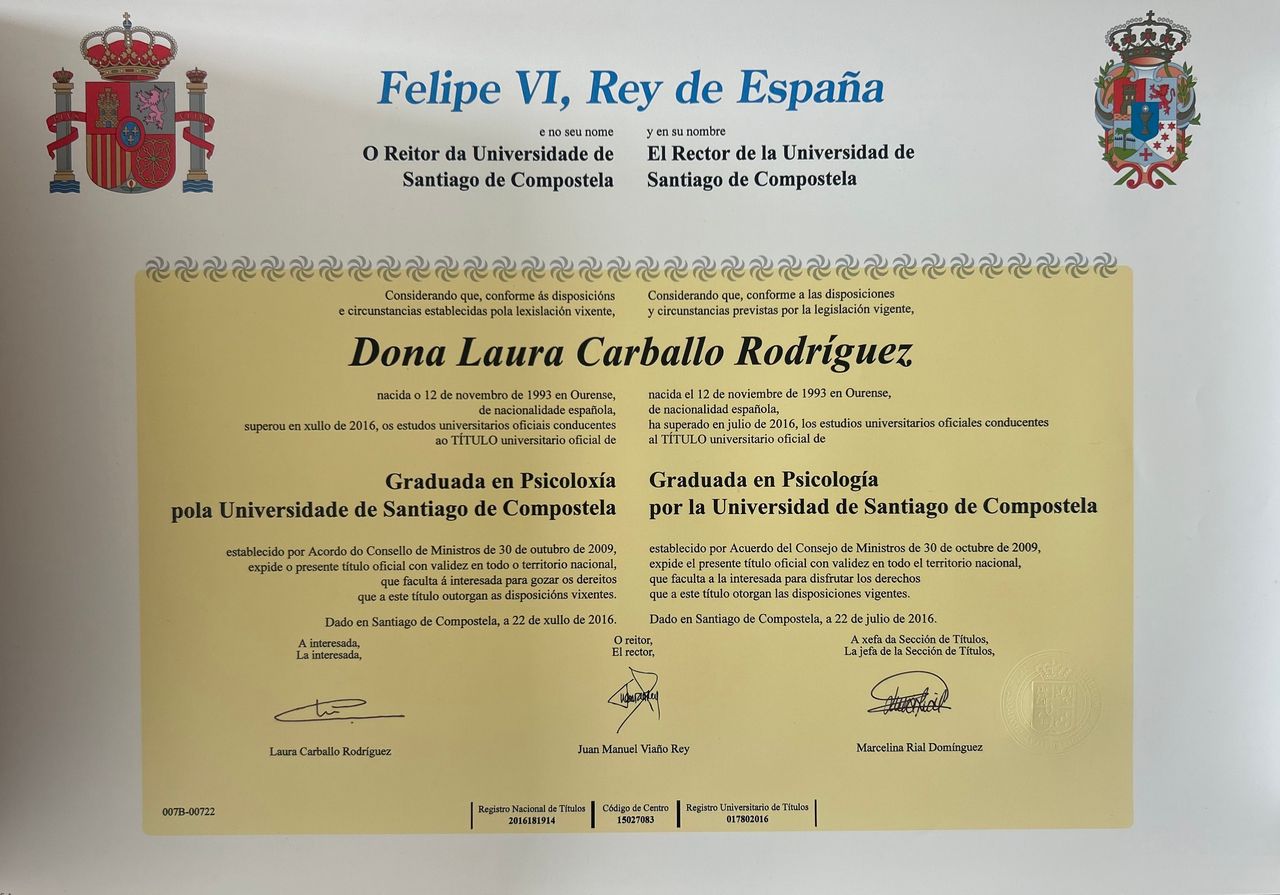 Felipe VI, Rey de España
e no seu nome
O Reitor da Universidade de
Santiago de Compostela
y en su nombre
El Rector de la Universidad de
Santiago de Compostela
Considerando que, conforme ás disposicións
e circunstancias establecidas pola lexislación vixente,
Considerando que, conforme a las disposiciones
y circunstancias previstas por la legislación vigente,
Dona Laura Carballo Rodríguez
nacida o 12 de novembro de 1993 en Ourense,
de nacionalidade española,
superou en xullo de 2016, os estudos universitarios oficiais conducentes
ao TÍTULO universitario oficial de
nacida el 12 de noviembre de 1993 en Ourense,
de nacionalidad española,
ha superado en julio de 2016, los estudios universitarios oficiales conducentes
al TÍTULO universitario oficial de
Graduada en Psicoloxía
pola Universidade de Santiago de Compostela
Graduada en Psicología
por la Universidad de Santiago de Compostela
establecido por Acordo do Consello de Ministros de 30 de outubro de 2009,
expide o presente título oficial con validez en todo o territorio nacional,
que faculta á interesada para gozar os dereitos
que a este título outorgan as disposicións vixentes.
establecido por Acuerdo del Consejo de Ministros de 30 de octubre de 2009,
expide el presente título oficial con validez en todo el territorio nacional,
que faculta a la interesada para disfrutar los derechos
que a este título otorgan las disposiciones vigentes.
Dado en Santiago de Compostela, a 22 de xullo de 2016.
Dado en Santiago de Compostela, a 22 de julio de 2016.
A interesada,
La interesada,
O reitor,
El rector,
A xefa da Sección de Títulos,
La jefa de la Sección de Títulos,
Laura Carballo Rodríguez
Juan Manuel Viaño Rey
Marcelina Rial Domínguez
007B-00722
Registro Nacional de Títulos
2016181914
Código de Centro
15027083
Registro Universitario de Títulos
017802016